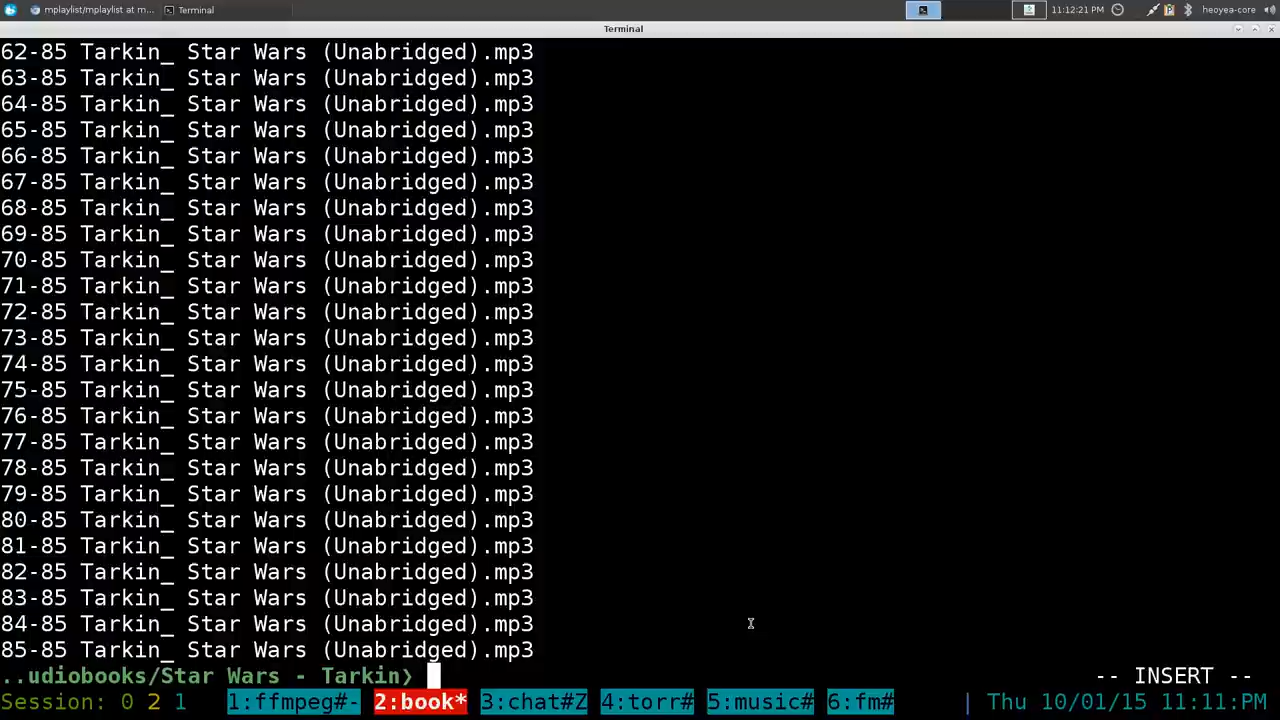 mplaylist/mplaylist at m...
Terminal
11:12:21 PM
heoyea-core
Terminal
62-85 Tarkin_ Star Wars (Unabridged).mp3
63-85 Tarkin_ Star Wars (Unabridged).mp3
64-85 Tarkin_ Star Wars (Unabridged).mp3
65-85 Tarkin_ Star Wars (Unabridged).mp3
66-85 Tarkin_ Star Wars (Unabridged).mp3
67-85 Tarkin_ Star Wars (Unabridged).mp3
68-85 Tarkin_ Star Wars (Unabridged).mp3
69-85 Tarkin_ Star Wars (Unabridged).mp3
70-85 Tarkin_ Star Wars (Unabridged).mp3
71-85 Tarkin_ Star Wars (Unabridged).mp3
72-85 Tarkin_ Star Wars (Unabridged).mp3
73-85 Tarkin_ Star Wars (Unabridged).mp3
74-85 Tarkin_ Star Wars (Unabridged).mp3
75-85 Tarkin_ Star Wars (Unabridged).mp3
76-85 Tarkin_ Star Wars (Unabridged).mp3
77-85 Tarkin_ Star Wars (Unabridged).mp3
78-85 Tarkin_ Star Wars (Unabridged).mp3
79-85 Tarkin_ Star Wars (Unabridged).mp3
80-85 Tarkin_ Star Wars (Unabridged).mp3
81-85 Tarkin_ Star Wars (Unabridged).mp3
82-85 Tarkin_ Star Wars (Unabridged).mp3
83-85 Tarkin_ Star Wars (Unabridged).mp3
84-85 Tarkin_ Star Wars (Unabridged).mp3
85-85 Tarkin_ Star Wars (Unabridged).mp3
..udiobooks/Star Wars - Tarkin❭ -- INSERT --
Session: 0 2 1 1:ffmpeg#- 2:book* 3:chat#Z 4:torr# 5:music# 6:fm# | Thu 10/01/15 11:11:PM